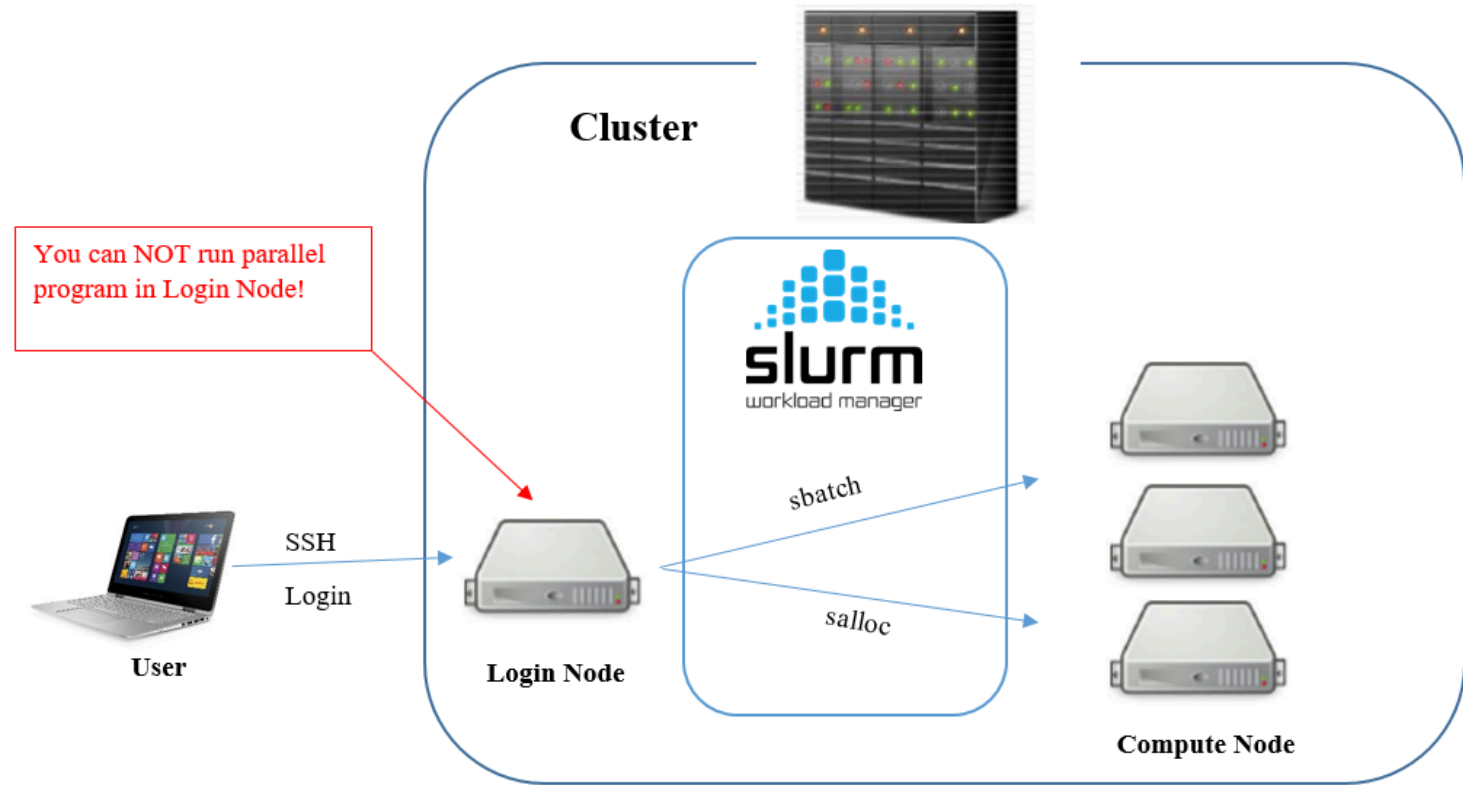 Cluster
You can NOT run parallel
program in Login Node!
slurm
workload manager
sbatch
SSH
Login
salloc
User
Login Node
Compute Node